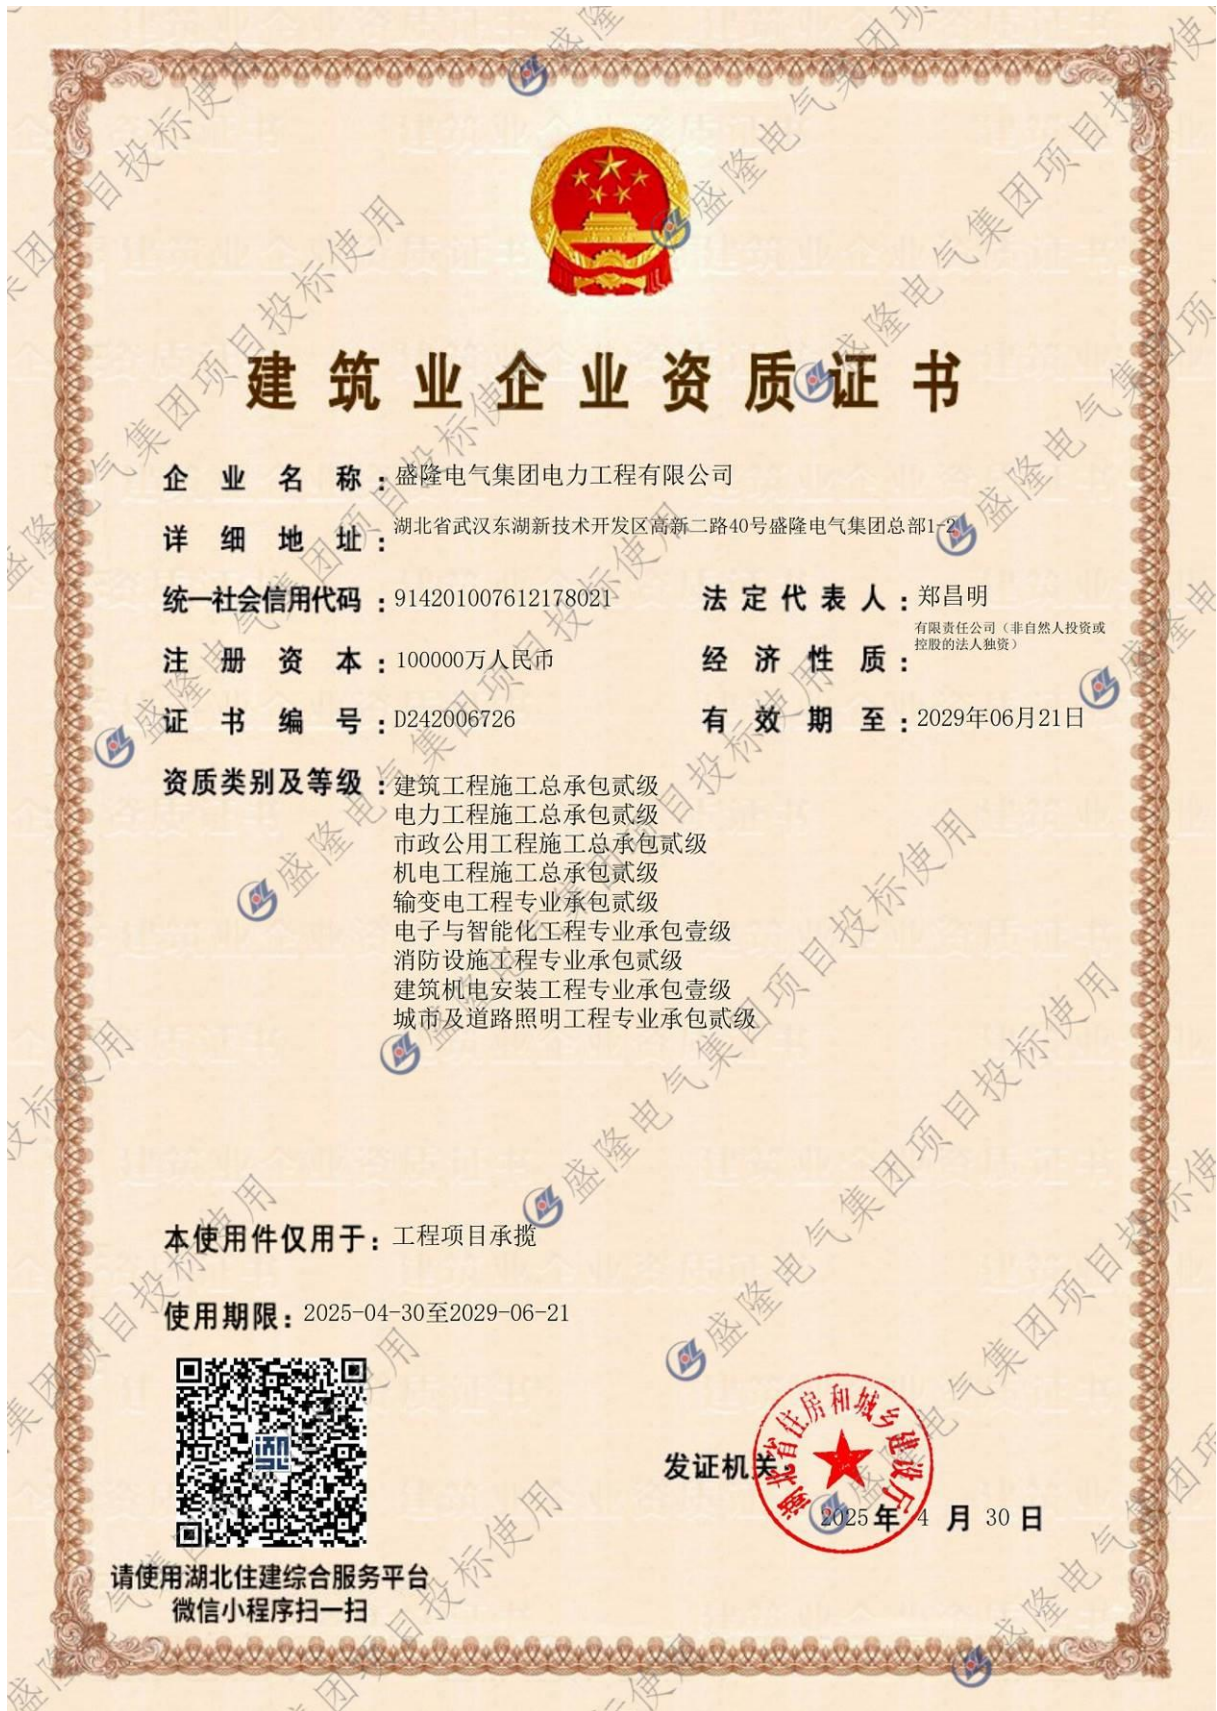 建筑业企业资质证书
企业名称：盛隆电气集团电力工程有限公司
详细地址：湖北省武汉东湖新技术开发区高新二路40号盛隆电气集团总部1-2
统一社会信用代码：914201007612178021
法定代表人：郑昌明
注册资本：100000万人民币
经济性质：有限责任公司（非自然人投资或
控股的法人独资）
证书编号：D242006726
有效期至：2029年06月21日
资质类别及等级：建筑工程施工总承包贰级
电力工程施工总承包贰级
市政公用工程施工总承包贰级
机电工程施工总承包贰级
输变电工程专业承包贰级
电子与智能化工程专业承包壹级
消防设施工程专业承包贰级
建筑机电安装工程专业承包壹级
城市及道路照明工程专业承包贰级
本使用件仅用于：工程项目承揽
使用期限：2025-04-30至2029-06-21
湖北
请使用湖北住建综合服务平台
微信小程序扫一扫
发证机关：
湖北省住房和城乡建设厅
2025年4月30日
盛隆电气集团项目投标使用